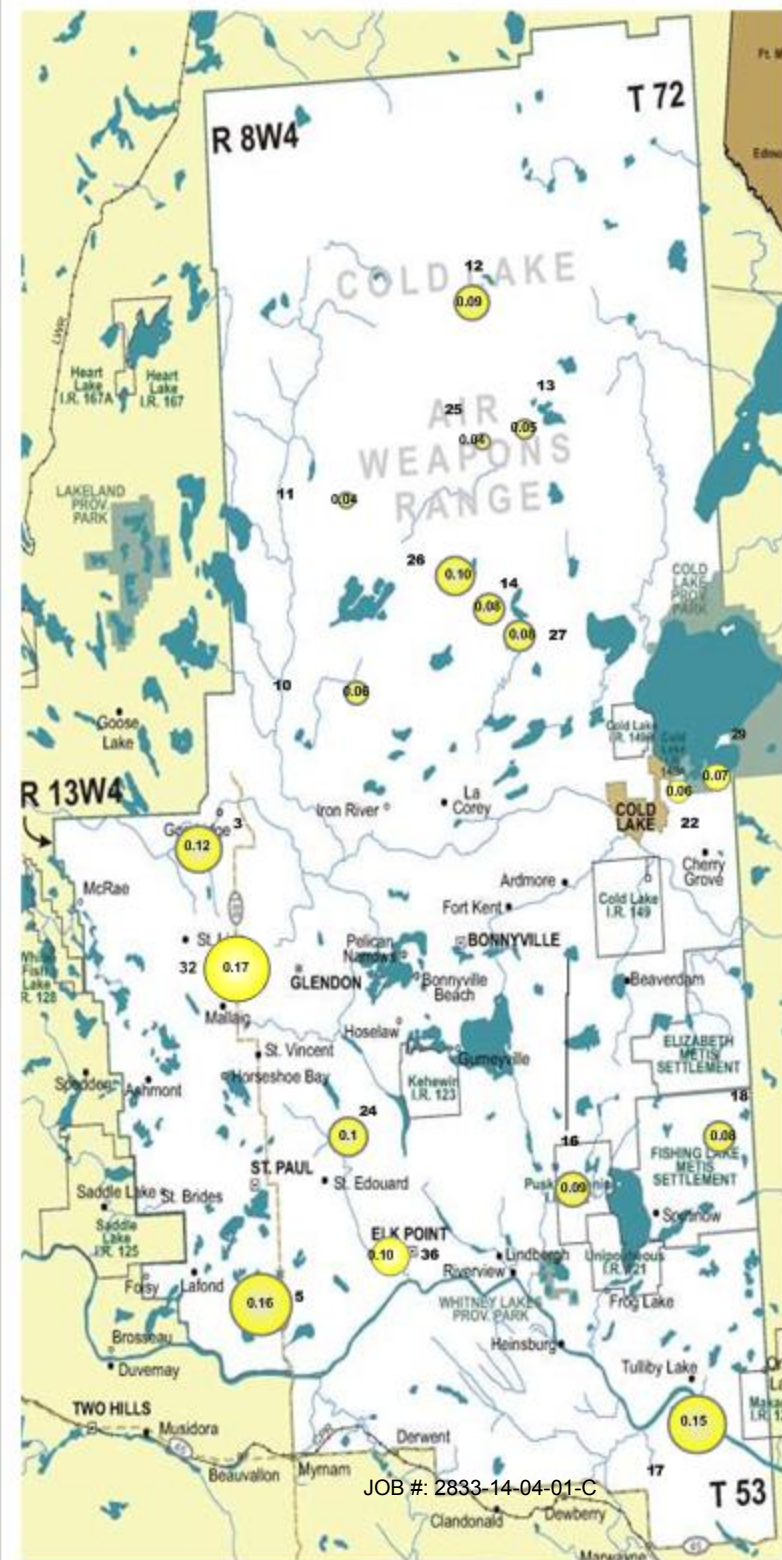 T 72
R 8W4
Ft. M
Edmo
COLD LAKE
12
0.09
LWR
Heart
Lake
I.R. 167A
Heart
Lake
I.R. 167
13
25
AIR
0.05
0.04
WEAPONS
RANGE
LAKELAND
PROV.
PARK
11
0.04
26
0.10
14
0.08
0.08
27
COLD
LAKE
PROV.
PARK
10
0.06
Goose
Lake
Cold Lake
29
0.07
0.06
R 13W4
Iron River
La
Corey
COLD
LAKE
22
3
0.12
Cherry
Grove
McRae
Ardmore
Cold Lake
I.R. 149
Fort Kent
Pelican
Narrows
BONNYVILLE
32
0.17
GLENDON
Bonnyville
Beach
Beaverdam
Lake
R. 128
Mallaig
Hoselaw
St. Vincent
Gurneyville
ELIZABETH
METIS
SETTLEMENT
Horseshoe Bay
Kehewin
I.R. 123
Spedden
Ashmont
24
0.1
18
0.08
16
FISHING LAKE
METIS
SETTLEMENT
ST. PAUL
St. Edouard
0.09
Saddle Lake
St. Brides
Saddle
Lake
I.R. 125
ELK POINT
36
0.10
Lindbergh
Riverview
Foisy
Lafond
0.16
5
WHITNEY LAKES
PROV. PARK
Frog Lake
Brosseau
Duvernay
Heinsburg
Tulliby Lake
TWO HILLS
Musidora
0.15
45
Beauvallon
Myrnam
Derwent
17
JOB #: 2833-14-04-01-C
T 53
Clandonald
Dewberry
45
Marwayne